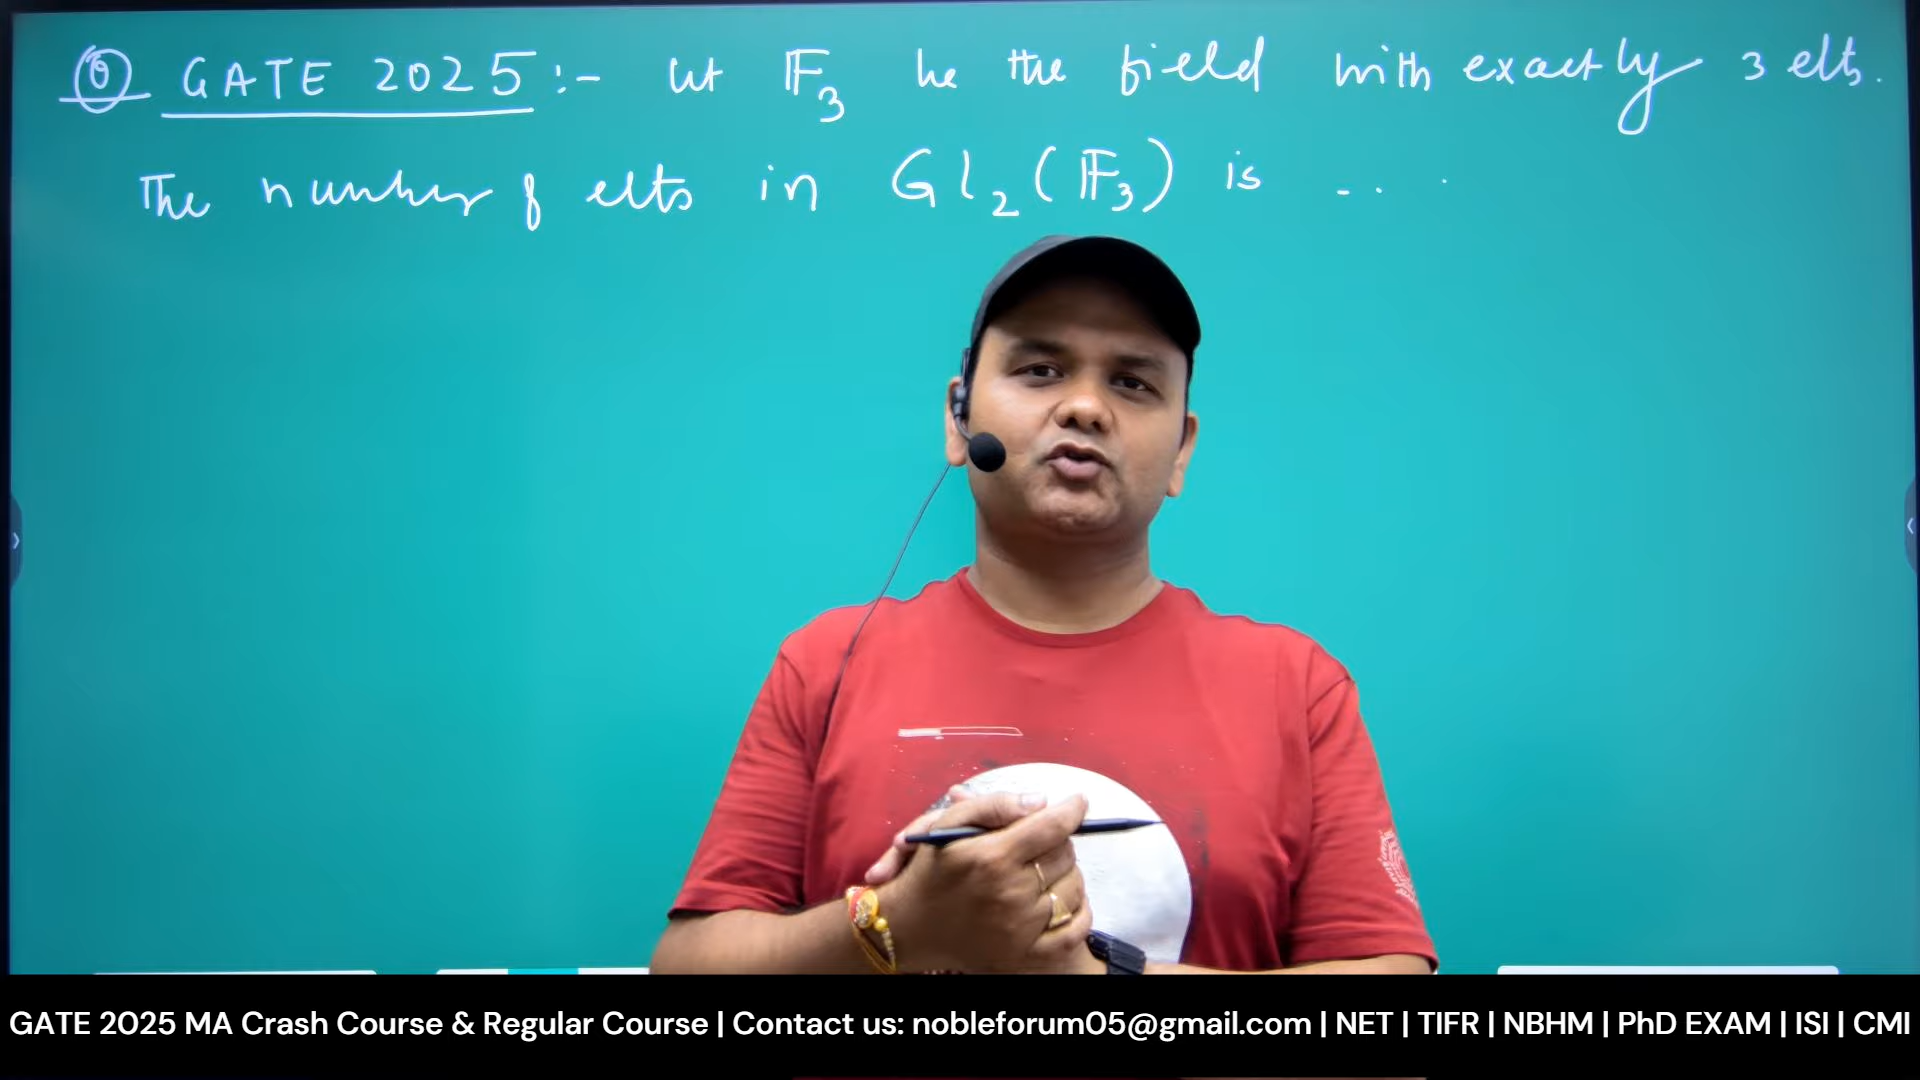 Q GATE 2025 :- let 𝔽₃ be the field with exactly 3 elts.
The number of elts in Gl₂(𝔽₃) is ...
GATE 2025 MA Crash Course & Regular Course | Contact us: nobleforum05@gmail.com | NET | TIFR | NBHM | PhD EXAM | ISI | CMI